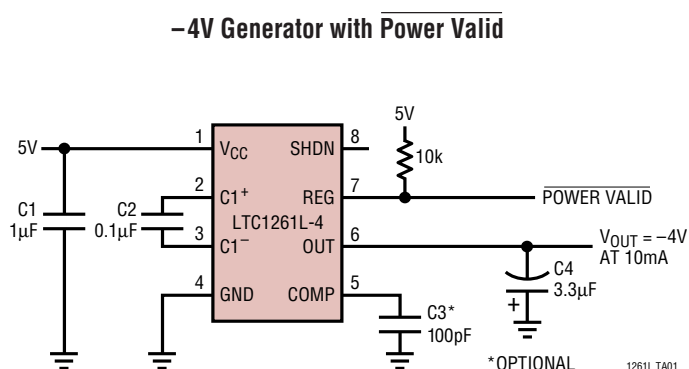 –4V Generator with Power Valid
5V
5V
1
VCC
SHDN
8
10k
2
C1+
REG
7
POWER VALID
C1
1µF
C2
0.1µF
LTC1261L-4
3
C1–
OUT
6
VOUT = –4V
AT 10mA
C4
3.3µF
+
4
GND
COMP
5
C3*
100pF
*OPTIONAL
1261L TA01